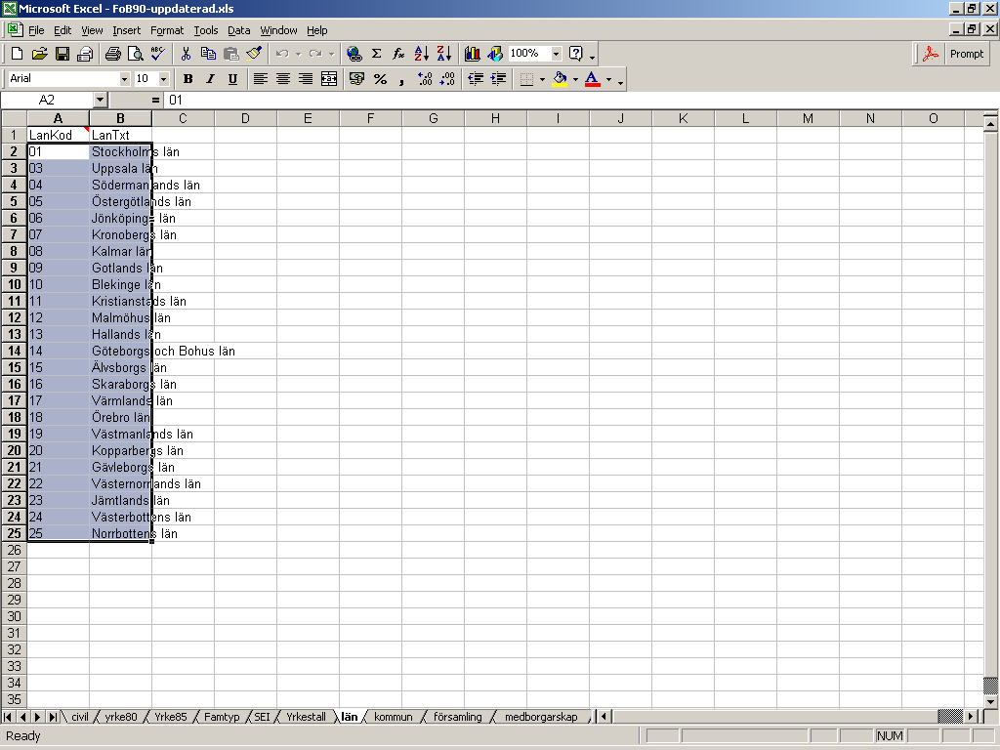 Microsoft Excel - FoB90-uppdaterad.xls
File Edit View Insert Format Tools Data Window Help
100% Prompt
Arial 10 B I U % ,
A2 = 01
A B C D E F G H I J K L M N O
1 LanKod LanTxt
2 01 Stockholms län
3 03 Uppsala län
4 04 Södermanlands län
5 05 Östergötlands län
6 06 Jönköpings län
7 07 Kronobergs län
8 08 Kalmar län
9 09 Gotlands län
10 10 Blekinge län
11 11 Kristianstads län
12 12 Malmöhus län
13 13 Hallands län
14 14 Göteborgs och Bohus län
15 15 Älvsborgs län
16 16 Skaraborgs län
17 17 Värmlands län
18 18 Örebro län
19 19 Västmanlands län
20 20 Kopparbergs län
21 21 Gävleborgs län
22 22 Västernorrlands län
23 23 Jämtlands län
24 24 Västerbottens län
25 25 Norrbottens län
26
27
28
29
30
31
32
33
34
35
civil yrke80 Yrke85 Famtyp SEI Yrkestall län kommun församling medborgarskap
Ready NUM